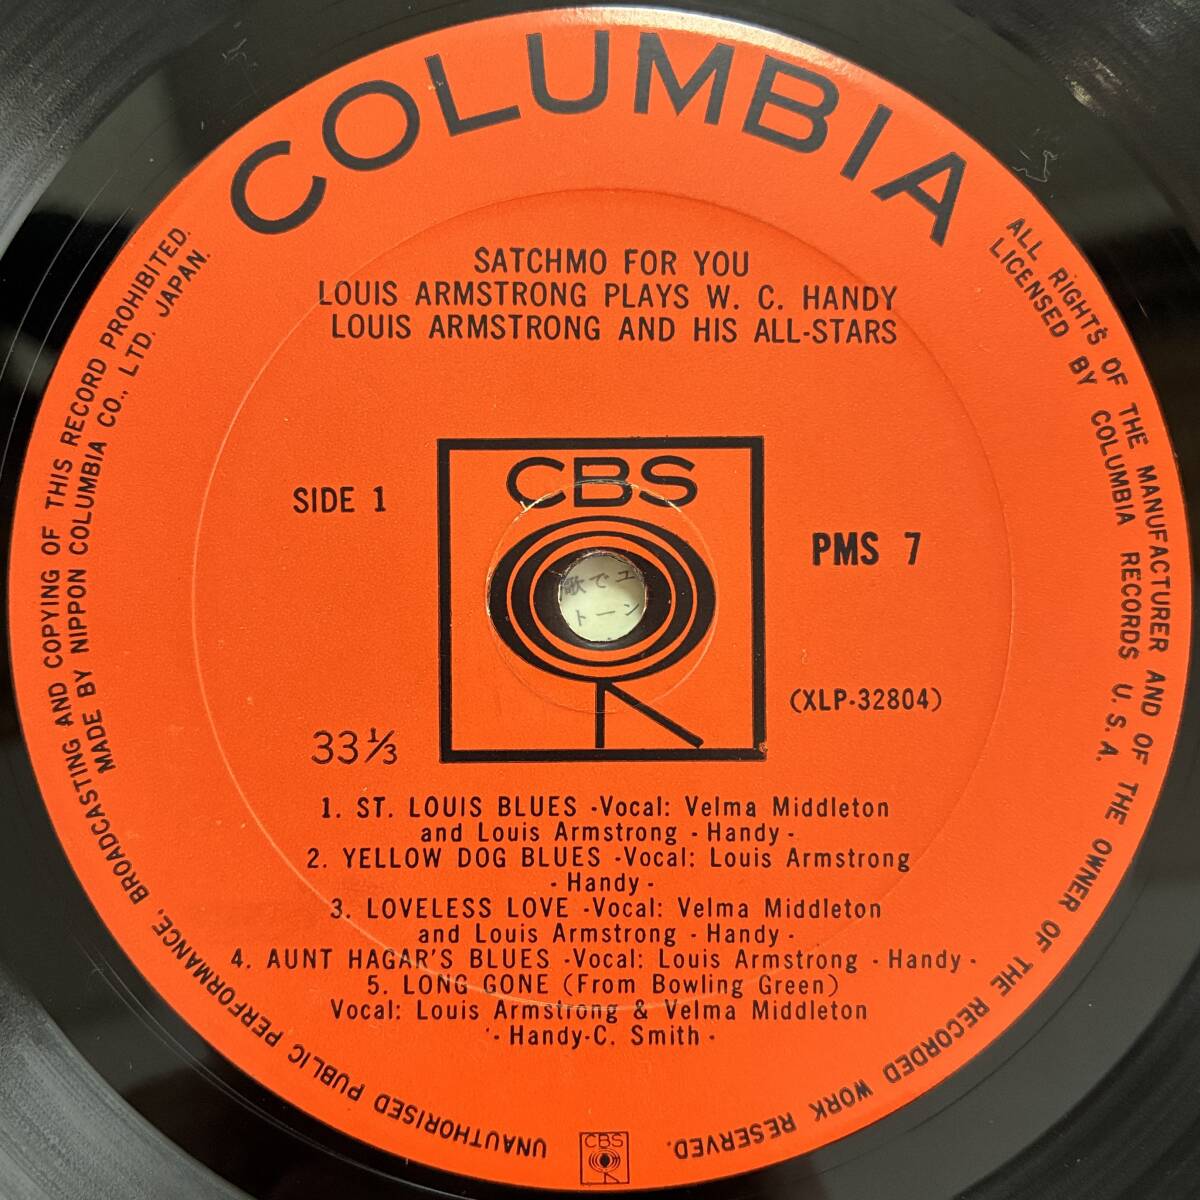 COLUMBIA
SATCHMO FOR YOU
LOUIS ARMSTRONG PLAYS W. C. HANDY
LOUIS ARMSTRONG AND HIS ALL-STARS
SIDE 1
CBS
PMS 7
歌でユ
トーン
(XLP-32804)
33 1/3
1. ST. LOUIS BLUES -Vocal: Velma Middleton
and Louis Armstrong - Handy -
2. YELLOW DOG BLUES -Vocal: Louis Armstrong
- Handy -
3. LOVELESS LOVE -Vocal: Velma Middleton
and Louis Armstrong - Handy -
4. AUNT HAGAR'S BLUES -Vocal: Louis Armstrong - Handy -
5. LONG GONE (From Bowling Green)
Vocal: Louis Armstrong & Velma Middleton
- Handy-C. Smith -
UNAUTHORISED PUBLIC PERFORMANCE, BROADCASTING AND COPYING OF THIS RECORD PROHIBITED.
MADE BY NIPPON COLUMBIA CO., LTD. JAPAN.
ALL RIGHTS OF THE MANUFACTURER AND OF THE OWNER OF THE RECORDED WORK RESERVED.
LICENSED BY COLUMBIA RECORDS U. S. A.
CBS